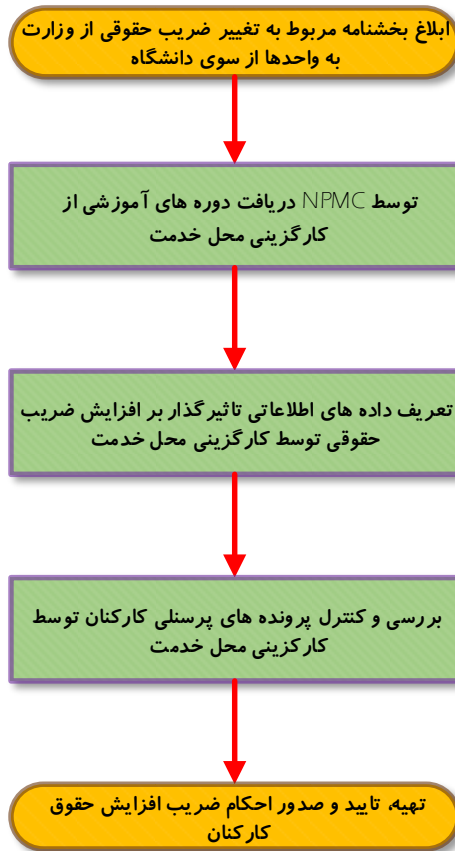 ابلاغ بخشنامه مربوط به تغییر ضریب حقوقی از وزارت
به واحدها از سوی دانشگاه
توسط NPMC دریافت دوره های آموزشی از
کارگزینی محل خدمت
تعریف داده های اطلاعاتی تاثیرگذار بر افزایش ضریب
حقوقی توسط کارگزینی محل خدمت
بررسی و کنترل پرونده های پرسنلی کارکنان توسط
کارکزینی محل خدمت
تهیه، تایید و صدور احکام ضریب افزایش حقوق
کارکنان